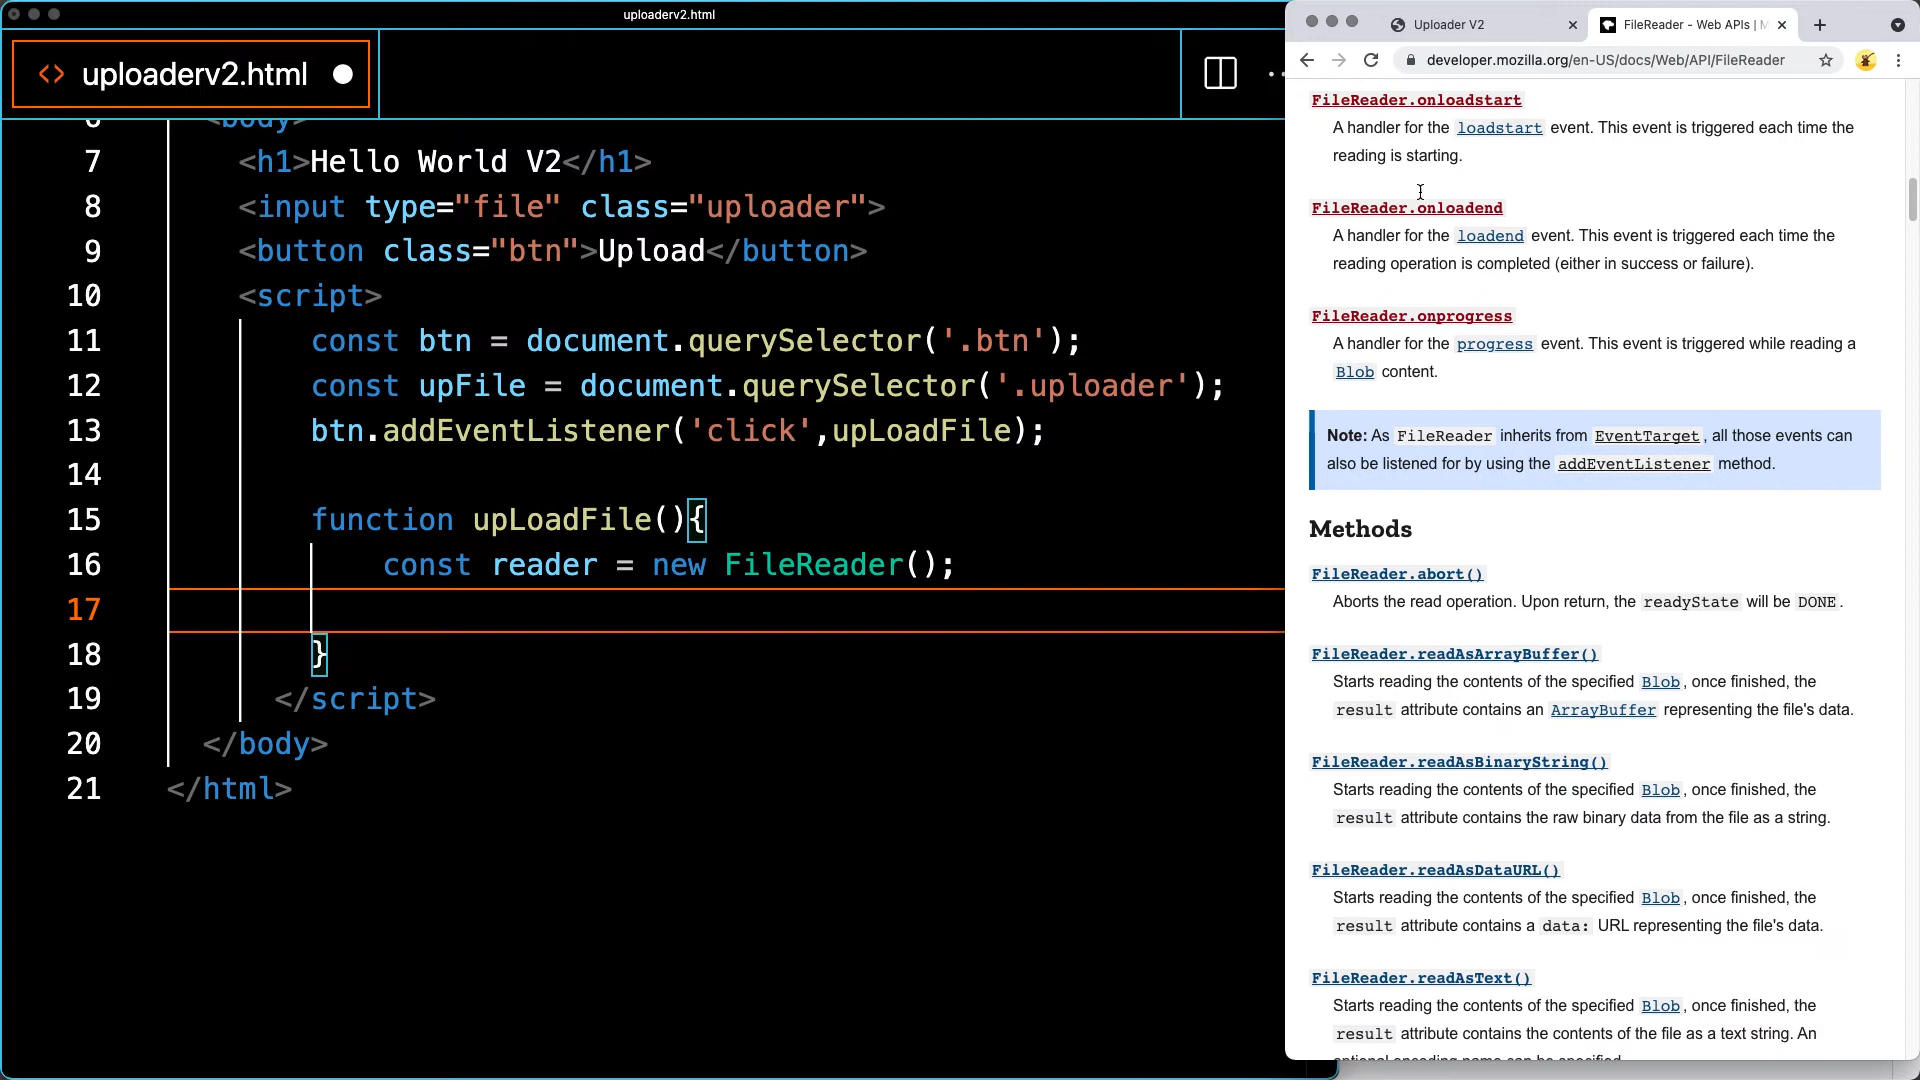 uploaderv2.html
<> uploaderv2.html
6 <body>
7 <h1>Hello World V2</h1>
8 <input type="file" class="uploader">
9 <button class="btn">Upload</button>
10 <script>
11 const btn = document.querySelector('.btn');
12 const upFile = document.querySelector('.uploader');
13 btn.addEventListener('click',upLoadFile);
14
15 function upLoadFile(){
16 const reader = new FileReader();
17
18 }
19 </script>
20 </body>
21 </html>
Uploader V2
FileReader - Web APIs | M
developer.mozilla.org/en-US/docs/Web/API/FileReader
FileReader.onloadstart
A handler for the loadstart event. This event is triggered each time the
reading is starting.
FileReader.onloadend
A handler for the loadend event. This event is triggered each time the
reading operation is completed (either in success or failure).
FileReader.onprogress
A handler for the progress event. This event is triggered while reading a
Blob content.
Note: As FileReader inherits from EventTarget, all those events can
also be listened for by using the addEventListener method.
Methods
FileReader.abort()
Aborts the read operation. Upon return, the readyState will be DONE.
FileReader.readAsArrayBuffer()
Starts reading the contents of the specified Blob, once finished, the
result attribute contains an ArrayBuffer representing the file's data.
FileReader.readAsBinaryString()
Starts reading the contents of the specified Blob, once finished, the
result attribute contains the raw binary data from the file as a string.
FileReader.readAsDataURL()
Starts reading the contents of the specified Blob, once finished, the
result attribute contains a data: URL representing the file's data.
FileReader.readAsText()
Starts reading the contents of the specified Blob, once finished, the
result attribute contains the contents of the file as a text string. An
optional encoding name can be specified.